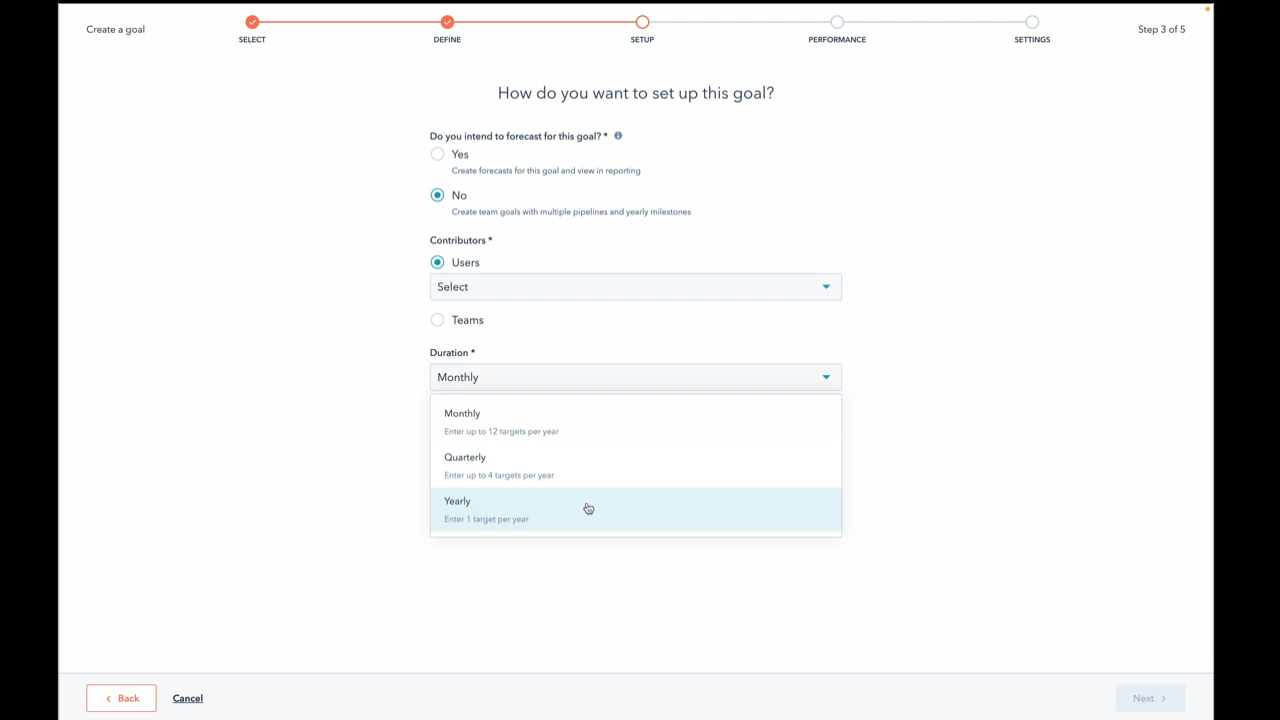 Create a goal
SELECT
DEFINE
SETUP
PERFORMANCE
SETTINGS
Step 3 of 5
How do you want to set up this goal?
Do you intend to forecast for this goal? *
Yes
Create forecasts for this goal and view in reporting
No
Create team goals with multiple pipelines and yearly milestones
Contributors *
Users
Select
Teams
Duration *
Monthly
Monthly
Enter up to 12 targets per year
Quarterly
Enter up to 4 targets per year
Yearly
Enter 1 target per year
Back
Cancel
Next